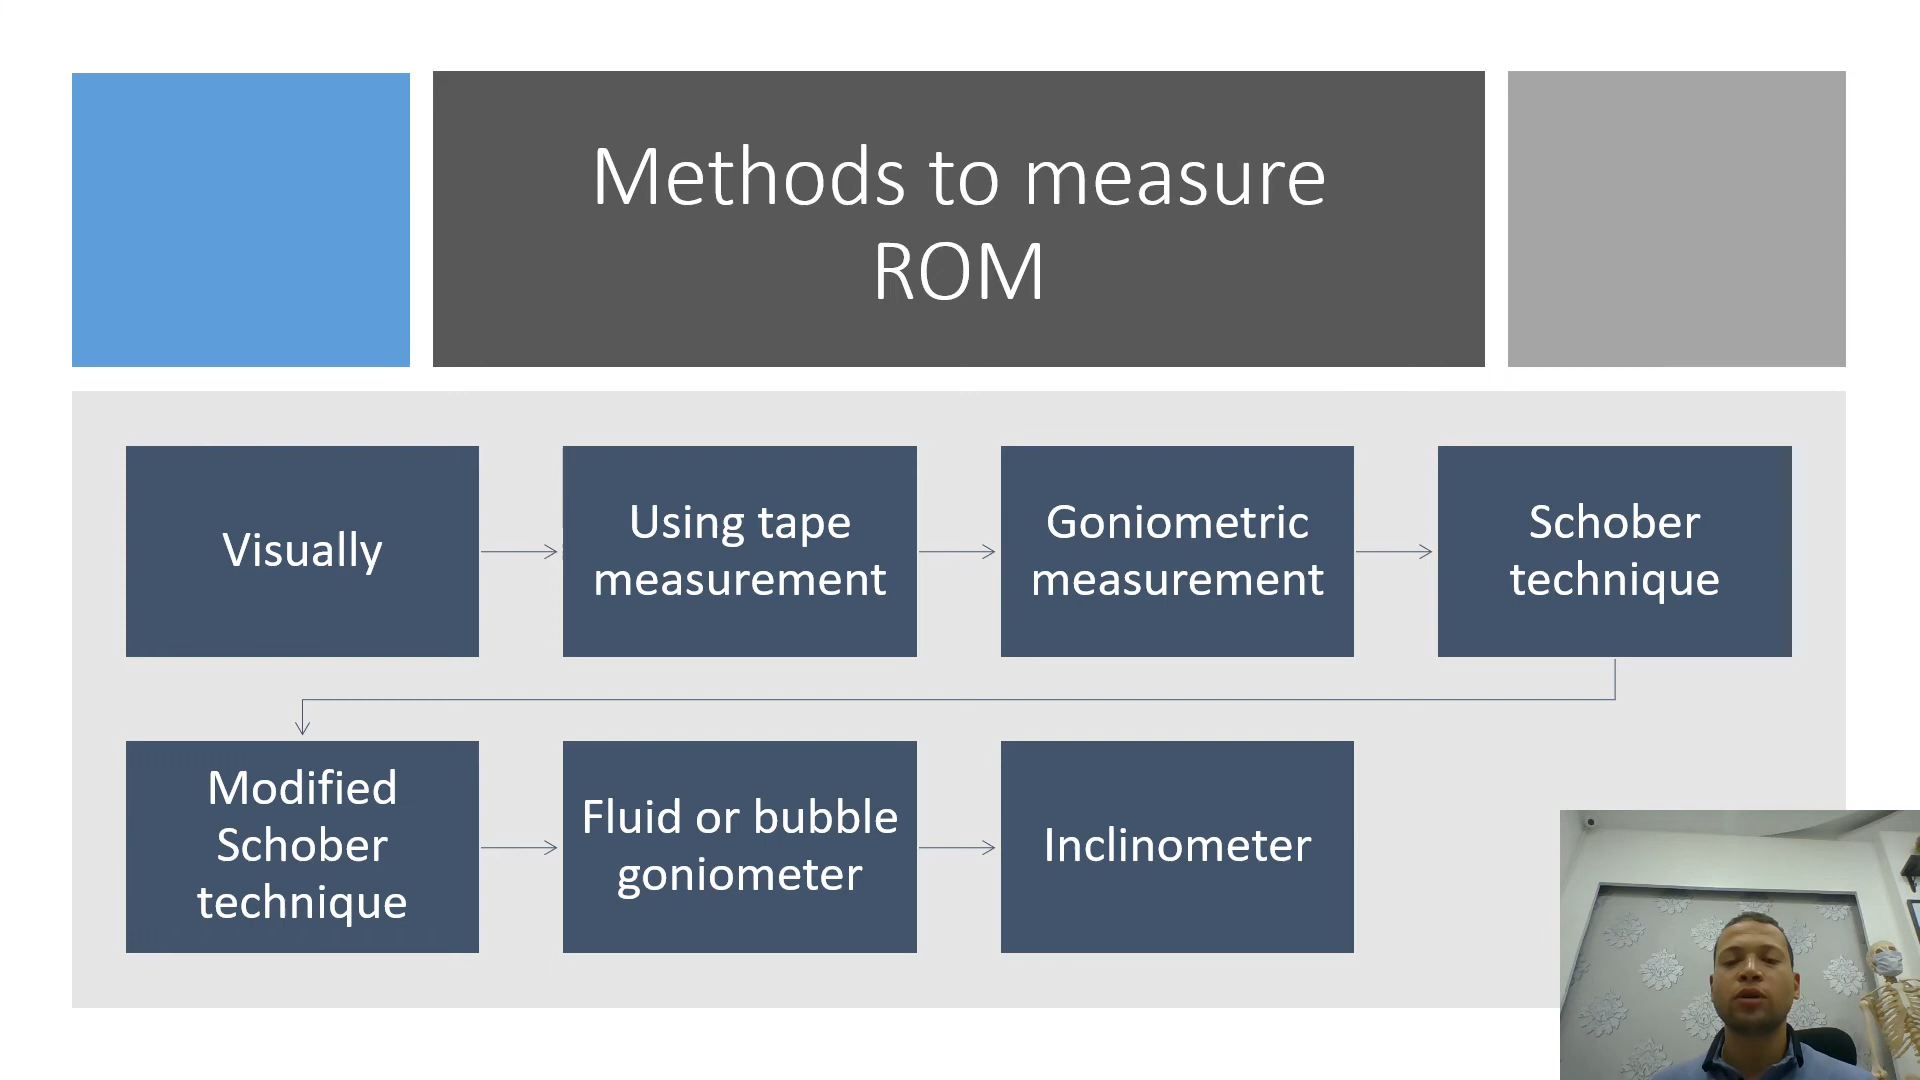 Methods to measure
ROM
Visually
Using tape
measurement
Goniometric
measurement
Schober
technique
Modified
Schober
technique
Fluid or bubble
goniometer
Inclinometer